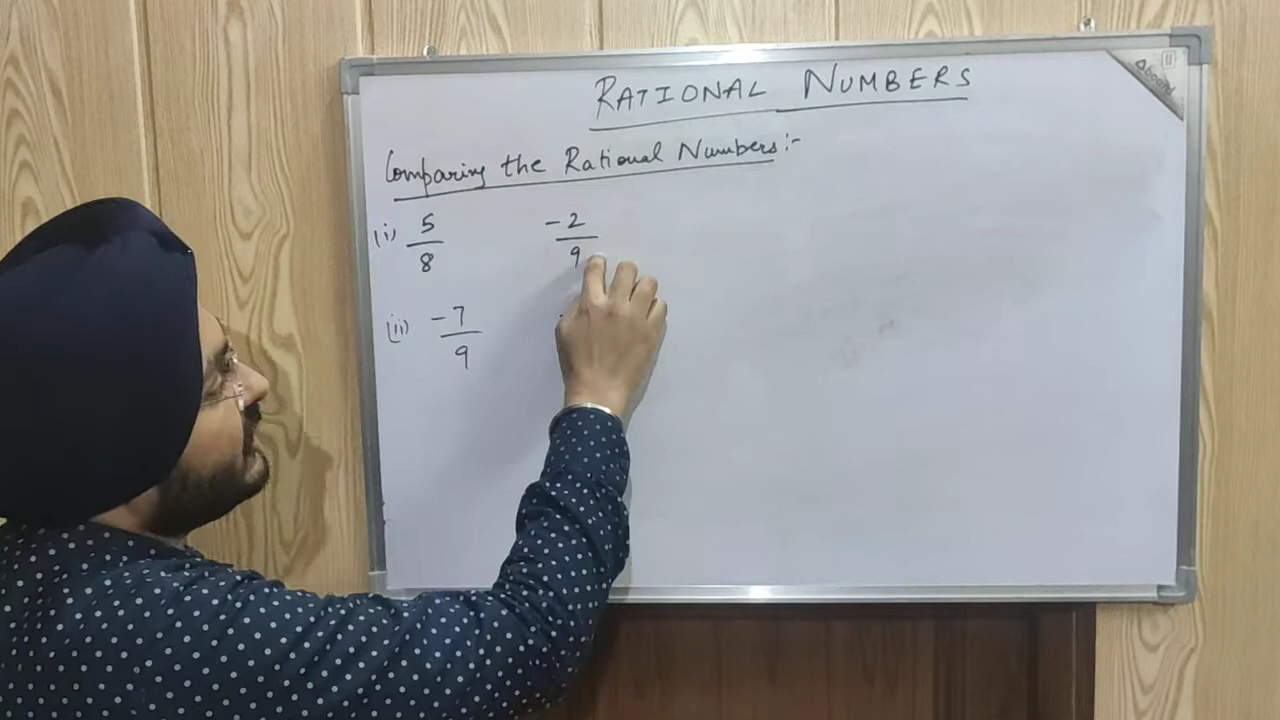 RATIONAL NUMBERS
Comparing the Rational Numbers:-
(i) 5/8 -2/9
(ii) -7/9